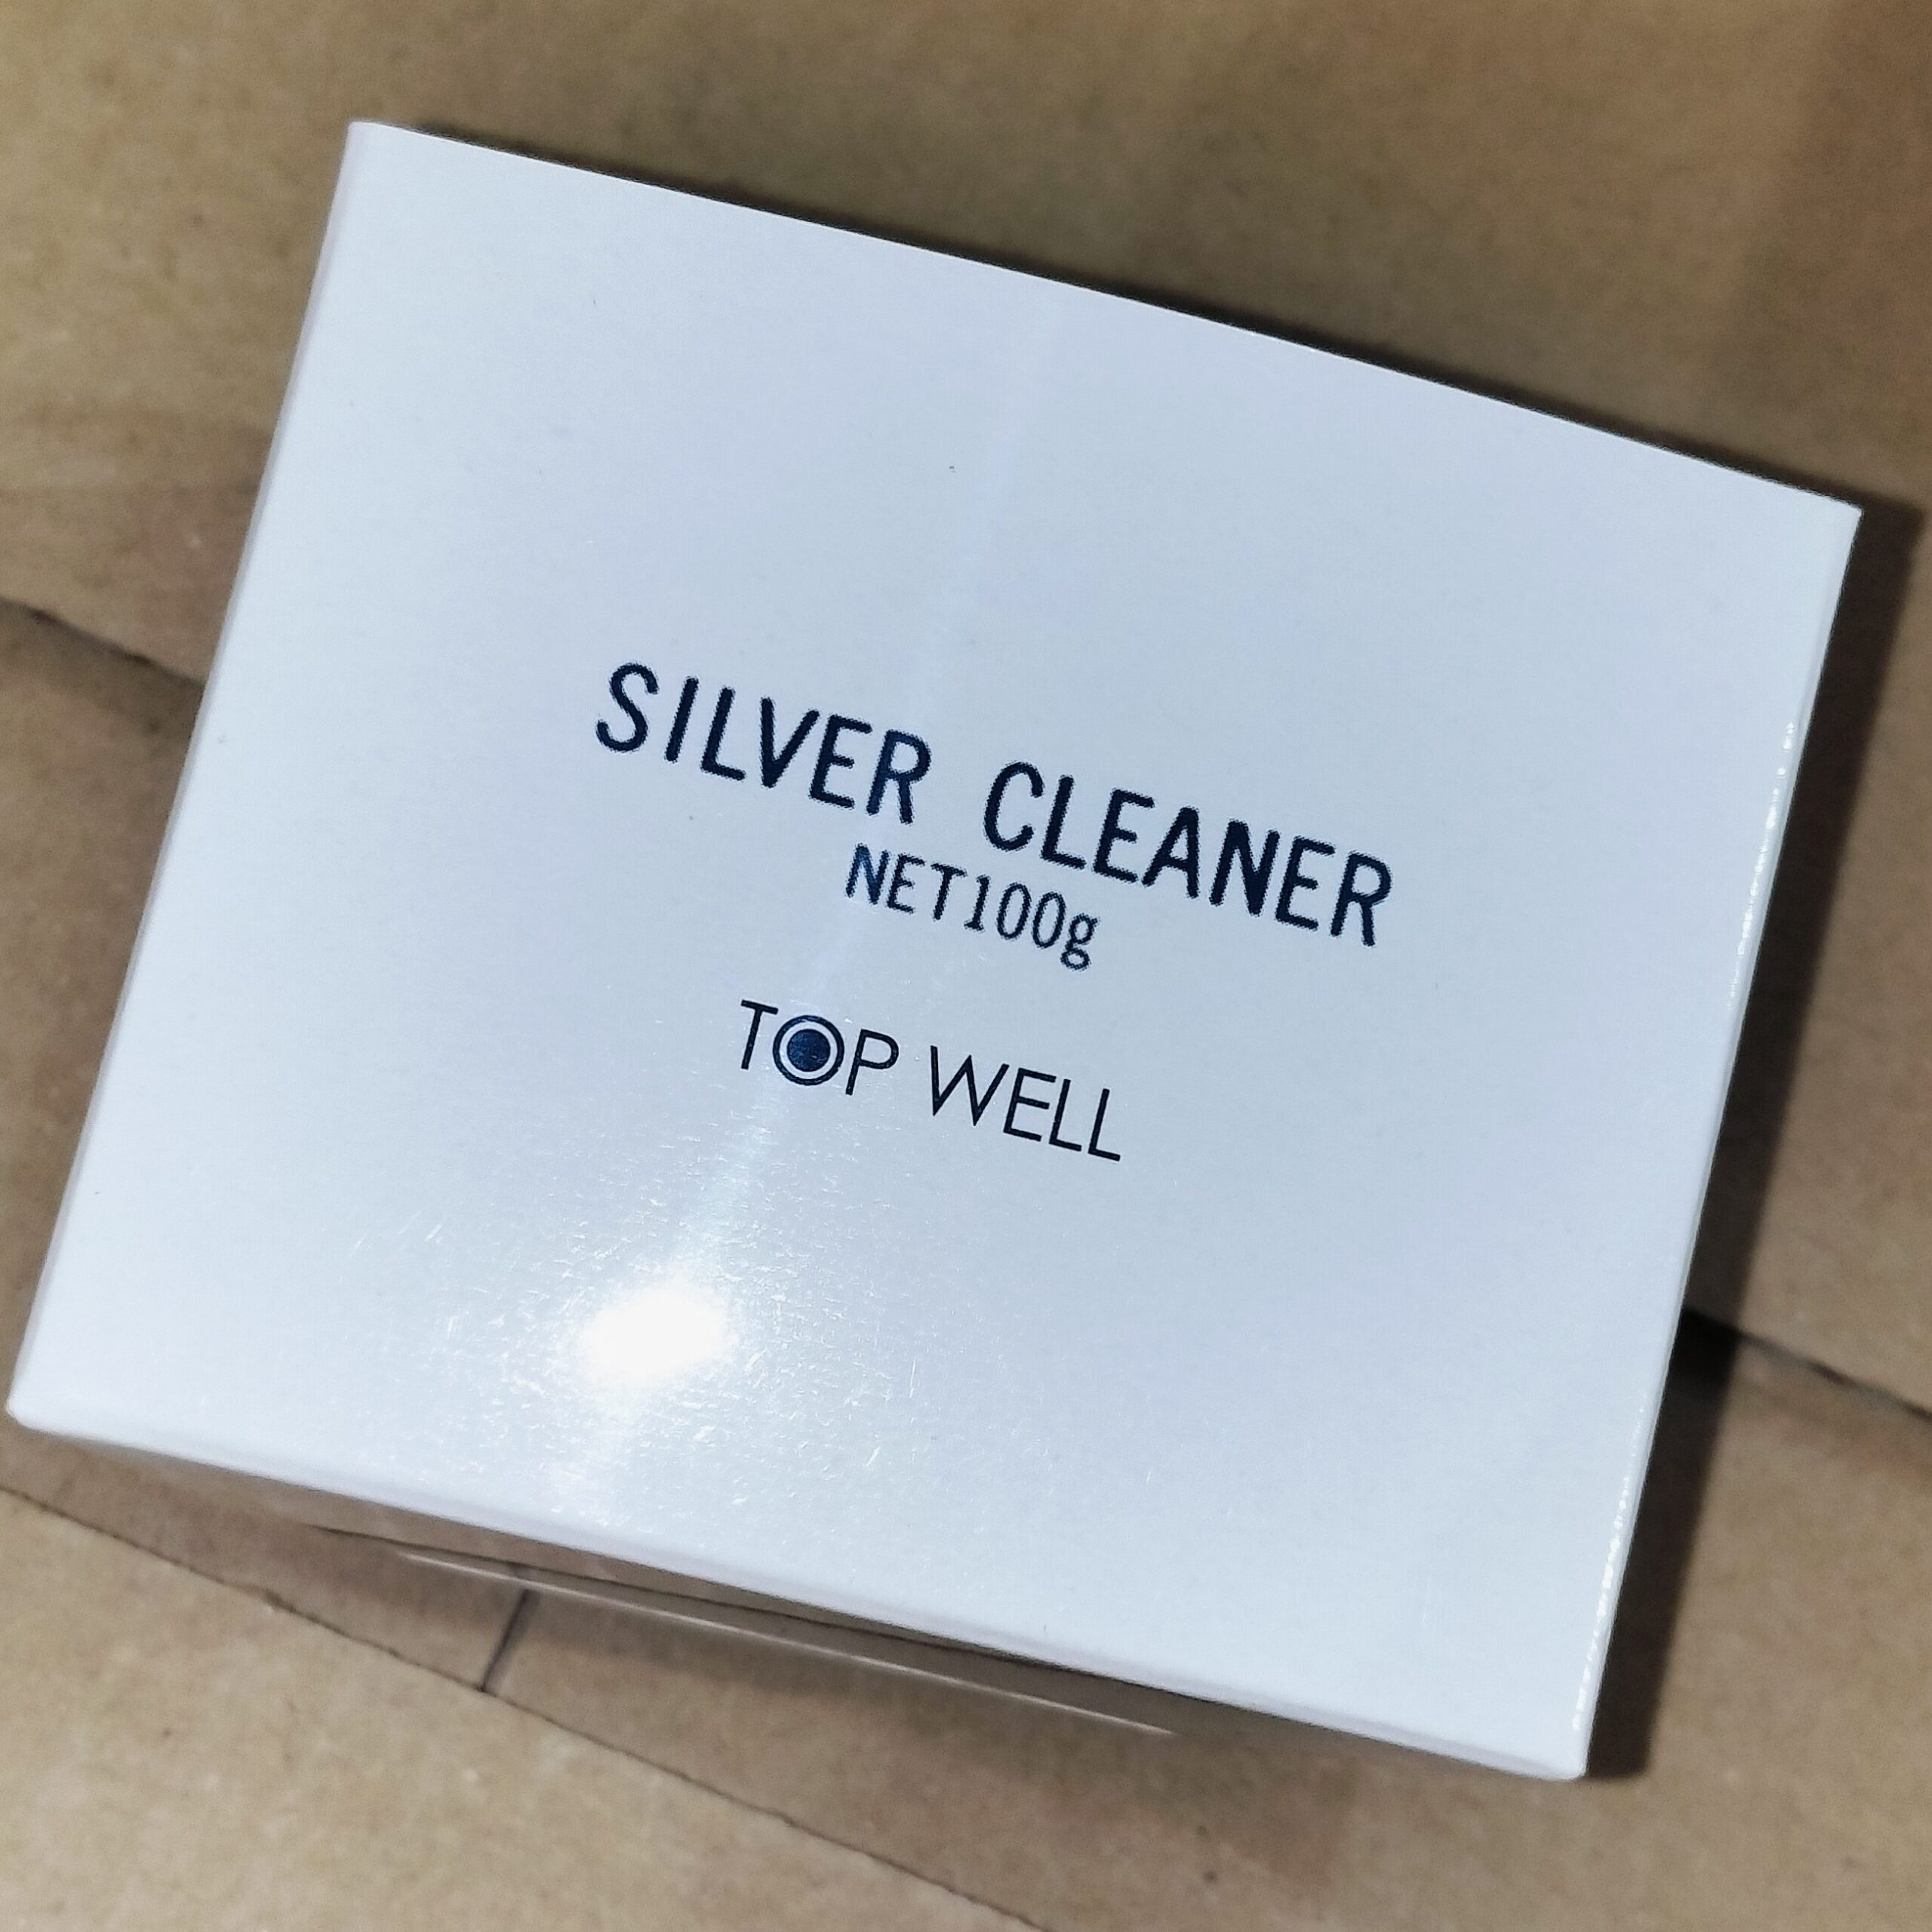 SILVER CLEANER
NET100g
TOP WELL